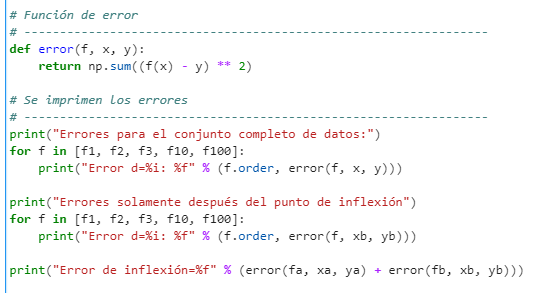 # Función de error
# -----------------------------------------------------------------
def error(f, x, y):
    return np.sum((f(x) - y) ** 2)
# Se imprimen los errores
# -----------------------------------------------------------------
print("Errores para el conjunto completo de datos:")
for f in [f1, f2, f3, f10, f100]:
    print("Error d=%i: %f" % (f.order, error(f, x, y)))
print("Errores solamente después del punto de inflexión")
for f in [f1, f2, f3, f10, f100]:
    print("Error d=%i: %f" % (f.order, error(f, xb, yb)))
print("Error de inflexión=%f" % (error(fa, xa, ya) + error(fb, xb, yb)))